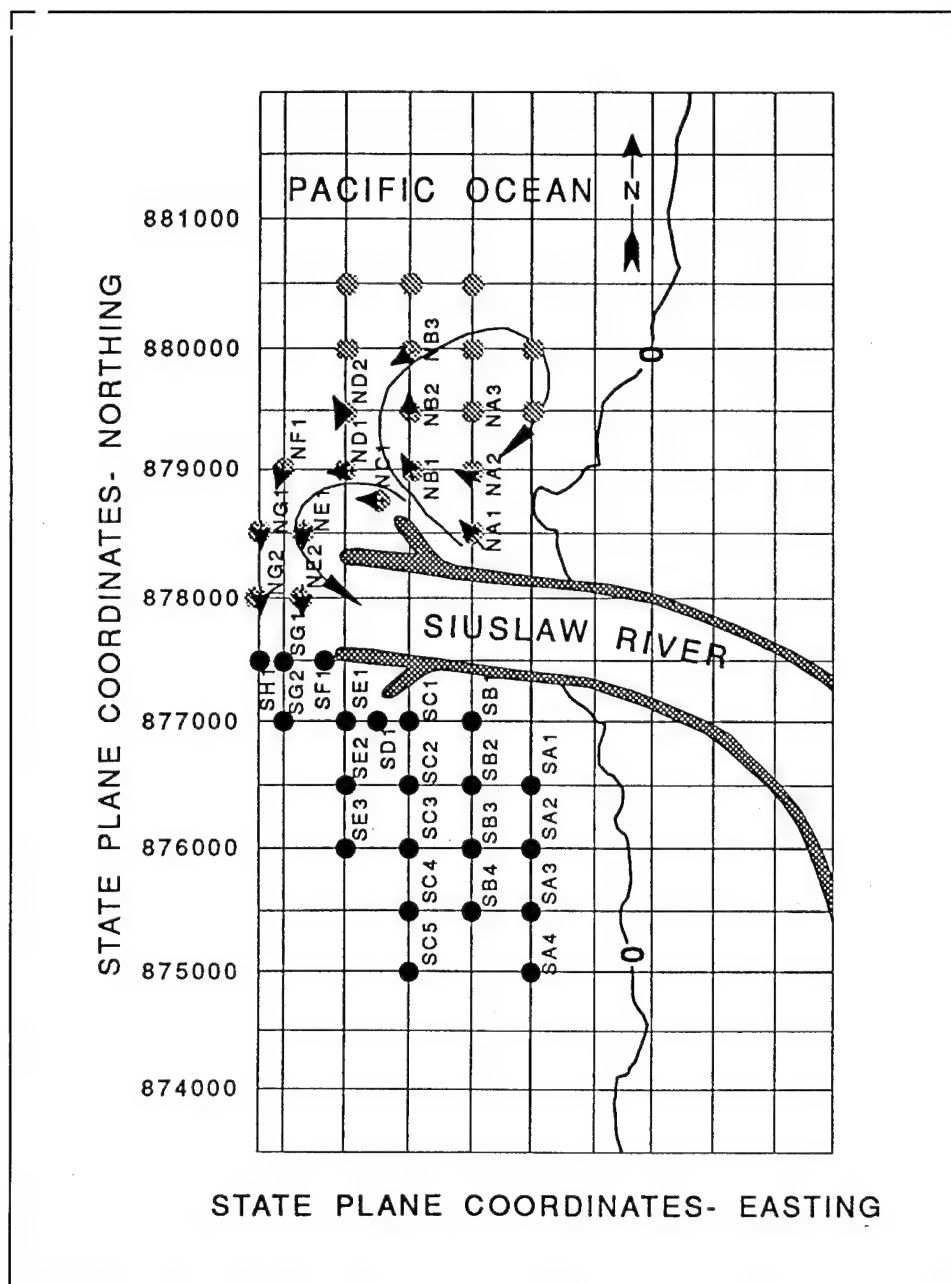 PACIFIC OCEAN
N
881000
880000
879000
878000
877000
876000
875000
874000
STATE PLANE COORDINATES- NORTHING
NB3
ND2
NB2
NA3
0
NF1
ND1
NC1
NB1
NA2
NG1
NE1
NA1
NG2
NE2
SIUSLAW RIVER
SG1
SH1
SG2
SF1
SE1
SD1
SC1
SB1
SE2
SC2
SB2
SA1
SE3
SC3
SB3
SA2
SC4
SB4
SA3
SC5
SA4
0
STATE PLANE COORDINATES- EASTING